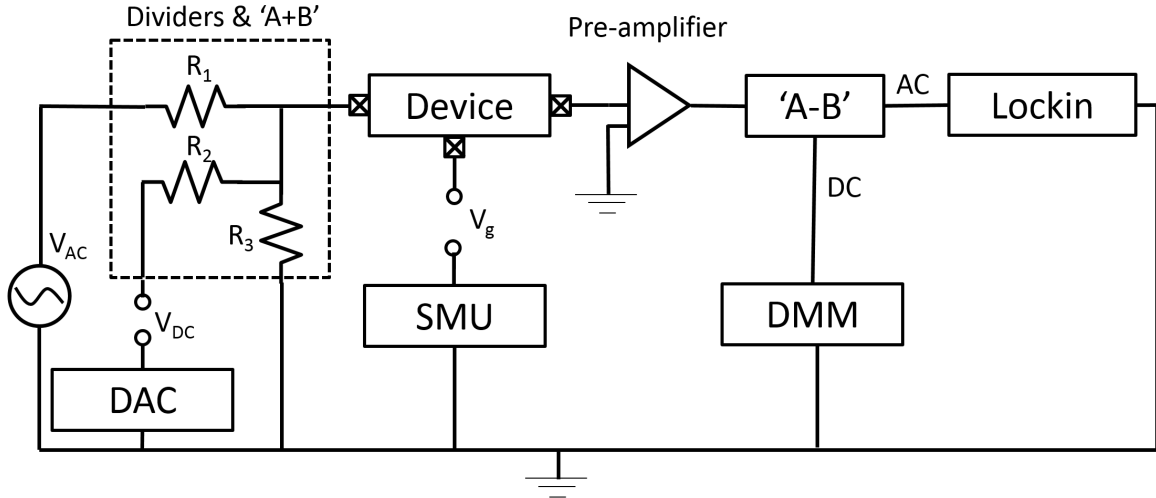 Dividers & ‘A+B’
Pre-amplifier
R1
Device
‘A-B’
AC
Lockin
R2
DC
Vg
R3
VAC
SMU
DMM
VDC
DAC